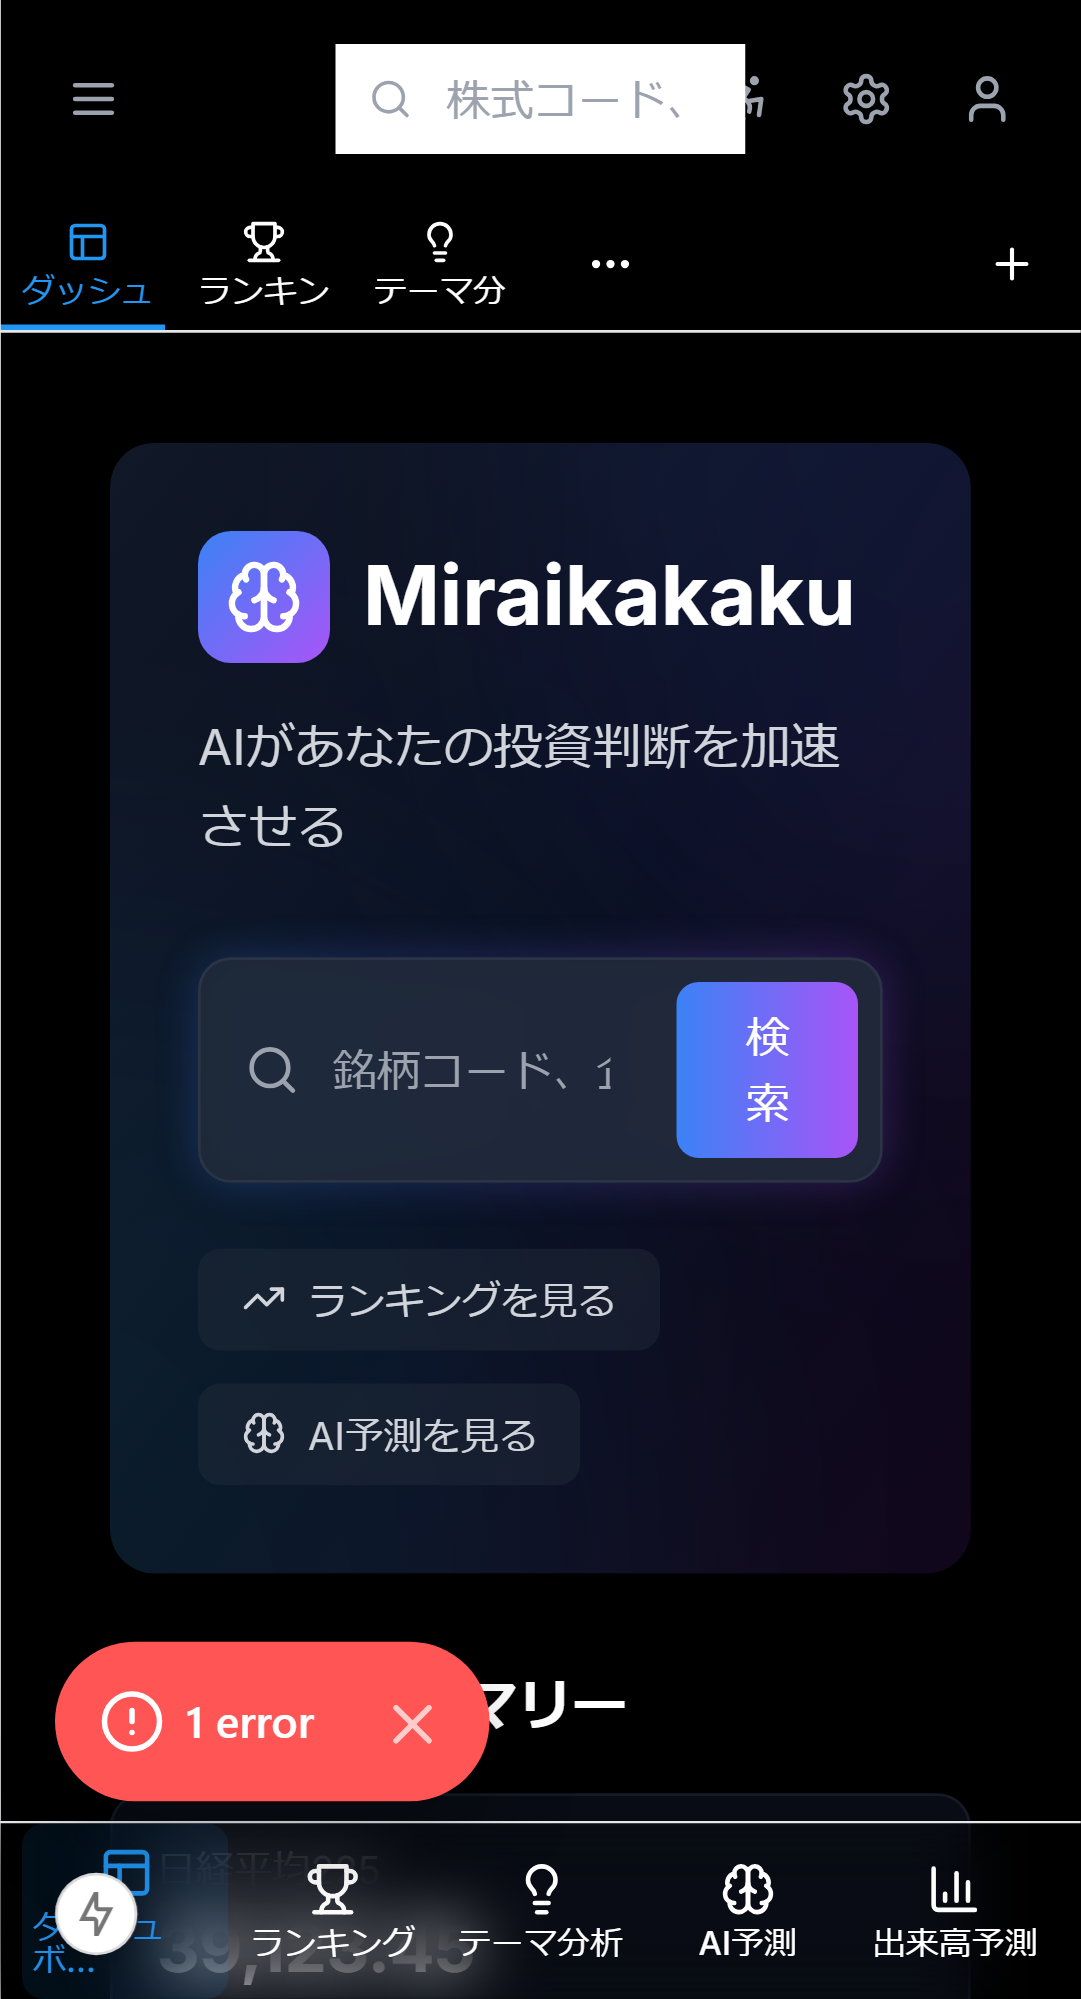 株式コード、
ダッシュ
ランキン
テーマ分
Miraikakaku
AIがあなたの投資判断を加速
させる
銘柄コード、1
検
索
ランキングを見る
AI予測を見る
マリー
1 error
日経平均225
39,123.45
ランキング
テーマ分析
AI予測
出来高予測
ボ...